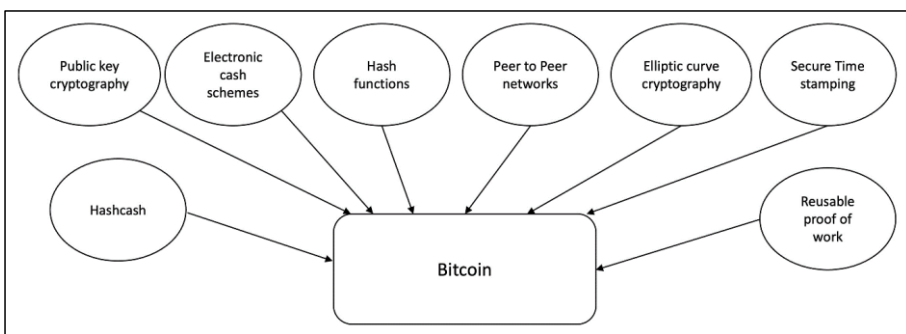 Public key
cryptography
Electronic
cash
schemes
Hash
functions
Peer to Peer
networks
Elliptic curve
cryptography
Secure Time
stamping
Hashcash
Reusable
proof of
work
Bitcoin